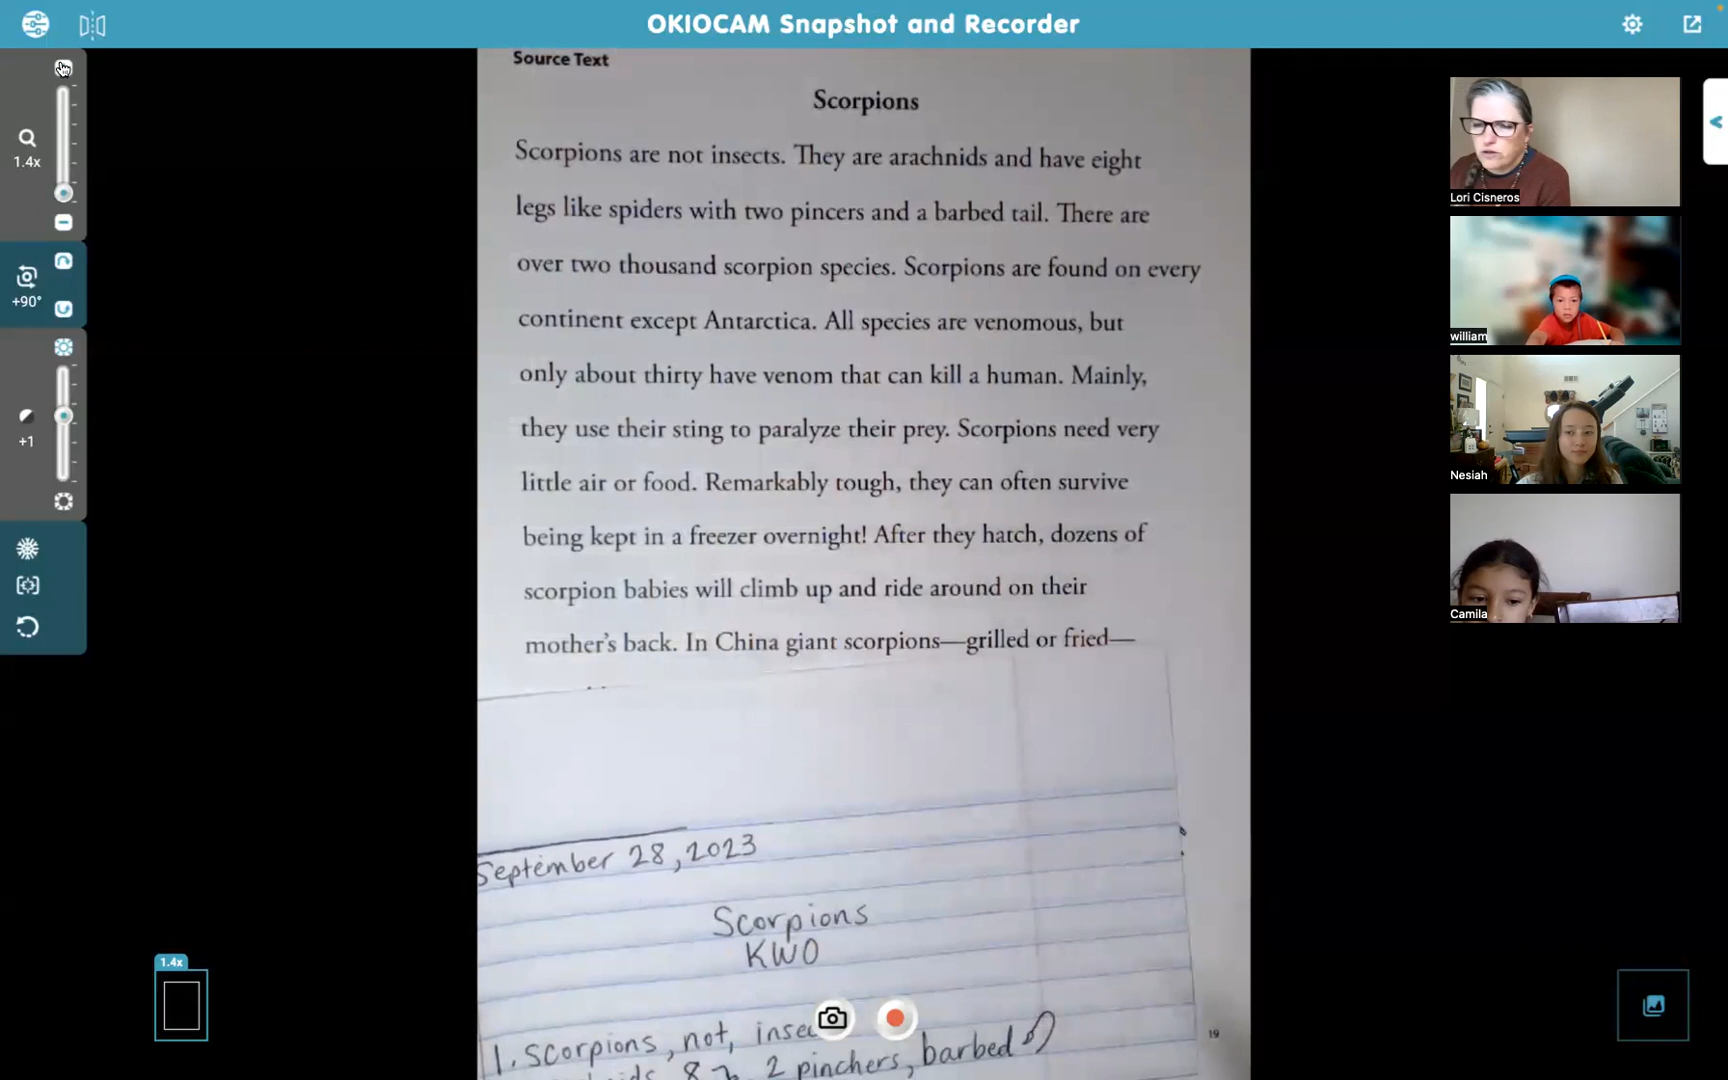 OKIOCAM Snapshot and Recorder
1.4x
+90°
+1
Source Text
Scorpions
Scorpions are not insects. They are arachnids and have eight
legs like spiders with two pincers and a barbed tail. There are
over two thousand scorpion species. Scorpions are found on every
continent except Antarctica. All species are venomous, but
only about thirty have venom that can kill a human. Mainly,
they use their sting to paralyze their prey. Scorpions need very
little air or food. Remarkably tough, they can often survive
being kept in a freezer overnight! After they hatch, dozens of
scorpion babies will climb up and ride around on their
mother's back. In China giant scorpions—grilled or fried—
September 28, 2023
Scorpions
KWO
1. scorpions, not,
8 2 pinchers, barbed
19
1.4x
Lori Cisneros
william
Nesiah
Camila